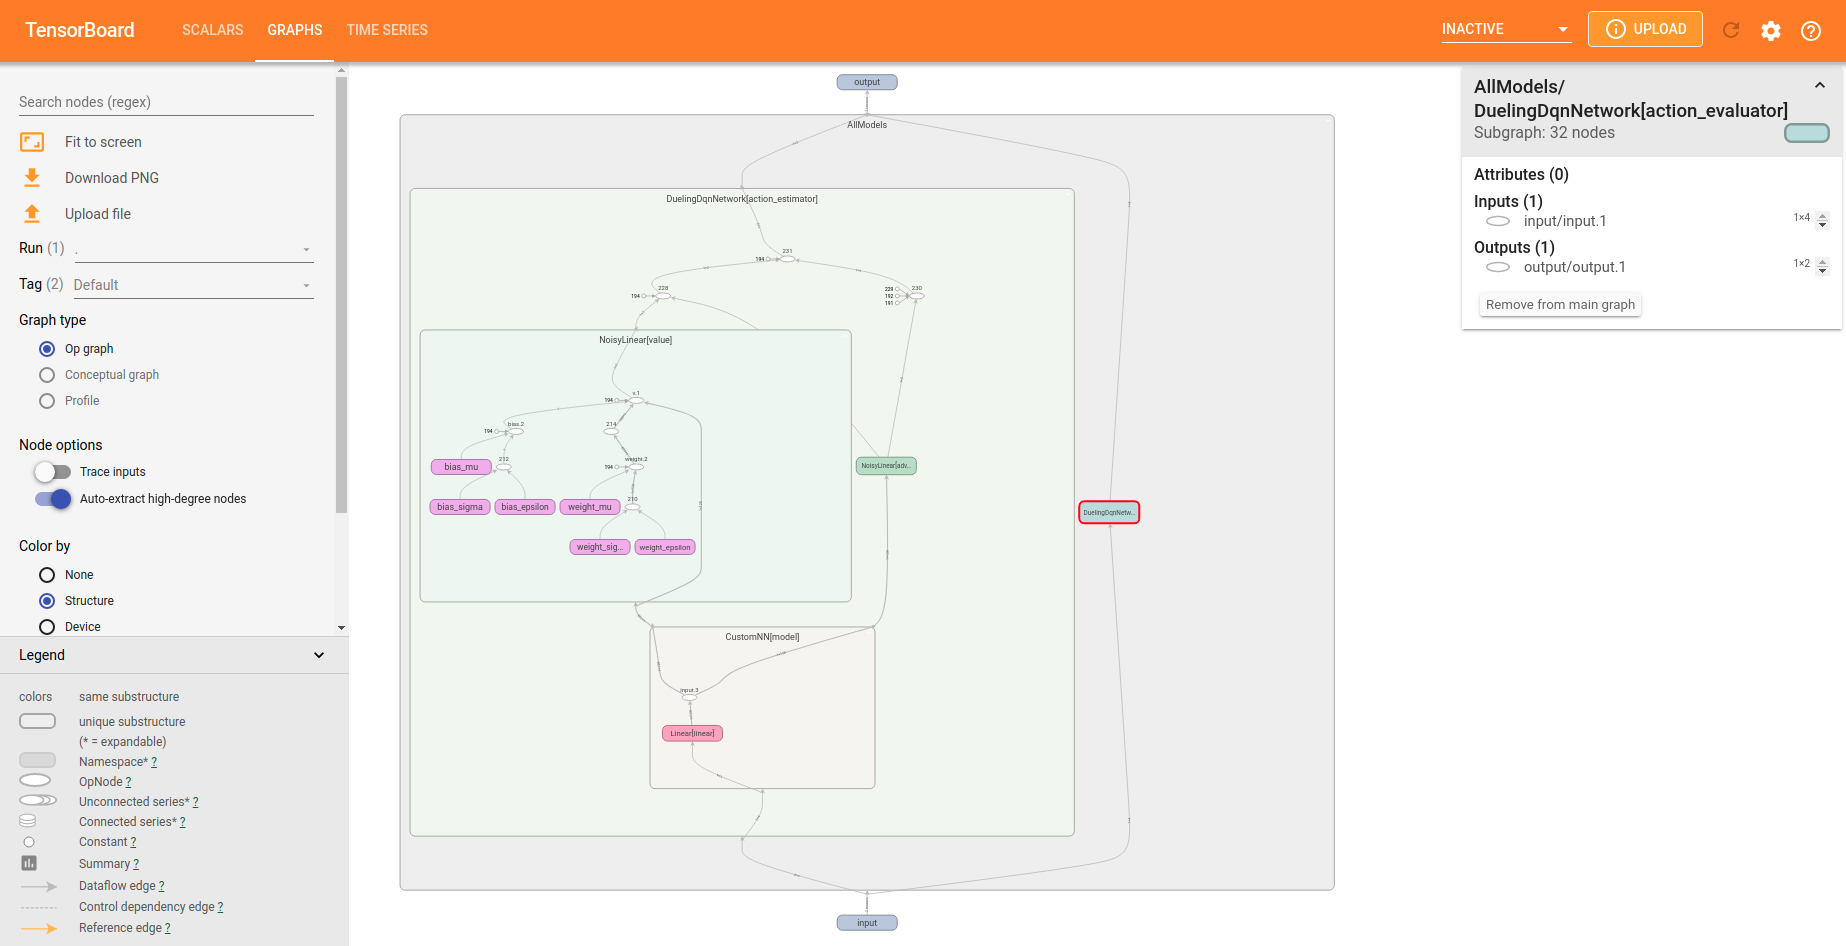 TensorBoard
SCALARS
GRAPHS
TIME SERIES
INACTIVE
UPLOAD
Search nodes (regex)
Fit to screen
Download PNG
Upload file
Run (1)
.
Tag (2)
Default
Graph type
Op graph
Conceptual graph
Profile
Node options
Trace inputs
Auto-extract high-degree nodes
Color by
None
Structure
Device
Legend
colors
same substructure
unique substructure
(* = expandable)
Namespace* ?
OpNode ?
Unconnected series* ?
Connected series* ?
Constant ?
Summary ?
Dataflow edge ?
Control dependency edge ?
Reference edge ?
output
AllModels
DuelingDqnNetwork[action_estimator]
231
194
228
194
230
229
192
191
NoisyLinear[value]
v.1
194
bias.2
194
214
bias_mu
212
weight.2
194
bias_sigma
bias_epsilon
weight_mu
210
weight_sig...
weight_epsilon
NoisyLinear[adv...
DuelingDqnNetw...
CustomNN[model]
input.3
Linear[linear]
input
AllModels/
DuelingDqnNetwork[action_evaluator]
Subgraph: 32 nodes
Attributes (0)
Inputs (1)
input/input.1
1×4
Outputs (1)
output/output.1
1×2
Remove from main graph